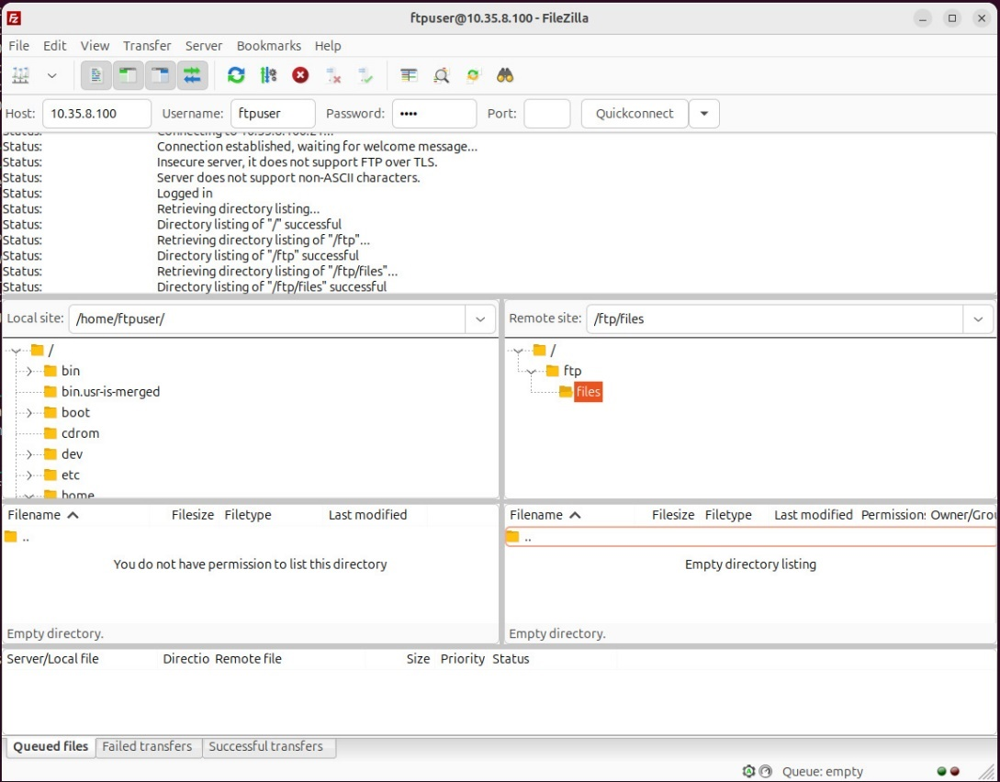 ftpuser@10.35.8.100 - FileZilla
File Edit View Transfer Server Bookmarks Help
Host: 10.35.8.100 Username: ftpuser Password: •••• Port: Quickconnect
Status: Connecting to 10.35.8.100:21...
Status: Connection established, waiting for welcome message...
Status: Insecure server, it does not support FTP over TLS.
Status: Server does not support non-ASCII characters.
Status: Logged in
Status: Retrieving directory listing...
Status: Directory listing of "/" successful
Status: Retrieving directory listing of "/ftp"...
Status: Directory listing of "/ftp" successful
Status: Retrieving directory listing of "/ftp/files"...
Status: Directory listing of "/ftp/files" successful
Local site: /home/ftpuser/
/
bin
bin.usr-is-merged
boot
cdrom
dev
etc
home
Filename Filesize Filetype Last modified
..
You do not have permission to list this directory
Empty directory.
Remote site: /ftp/files
/
ftp
files
Filename Filesize Filetype Last modified Permission: Owner/Grou
..
Empty directory listing
Empty directory.
Server/Local file Directio Remote file Size Priority Status
Queued files Failed transfers Successful transfers
Queue: empty